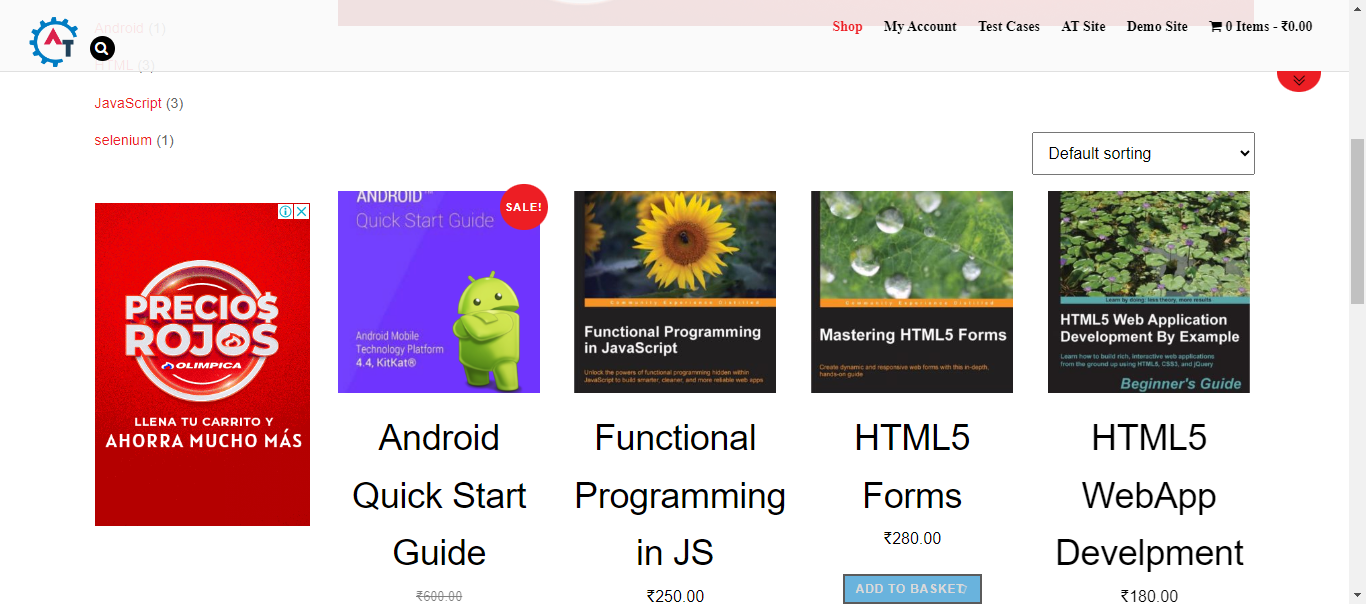 Shop My Account Test Cases AT Site Demo Site 0 Items - ₹0.00
AT
Android (1)
HTML (3)
JavaScript (3)
selenium (1)
Default sorting
PRECIO$
ROJOS
OLIMPICA
LLENA TU CARRITO Y
AHORRA MUCHO MÁS
ANDROID™
Quick Start Guide
SALE!
Android Mobile
Technology Platform
4.4, KitKat®
Android
Quick Start
Guide
₹600.00
Community Experience Distilled
Functional Programming
in JavaScript
Unlock the powers of functional programming hidden within
JavaScript to build smarter, cleaner, and more reliable web apps
Functional
Programming
in JS
₹250.00
Community Experience Distilled
Mastering HTML5 Forms
Create dynamic and responsive web forms with this in-depth,
hands-on guide
HTML5
Forms
₹280.00
ADD TO BASKET
Learn by doing: less theory, more results
HTML5 Web Application
Development By Example
Learn how to build rich, interactive web applications
from the ground up using HTML5, CSS3, and jQuery
Beginner's Guide
HTML5
WebApp
Develpment
₹180.00